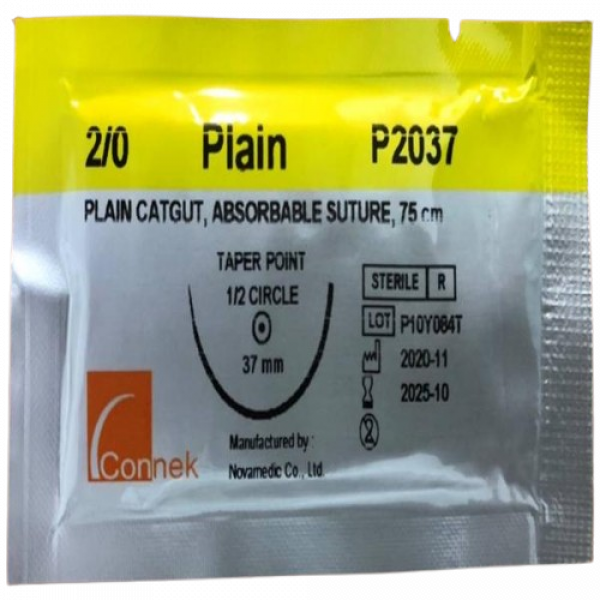 2/0 Plain P2037
PLAIN CATGUT, ABSORBABLE SUTURE, 75 cm
TAPER POINT
1/2 CIRCLE
37 mm
STERILE R
LOT P10Y084T
2020-11
2025-10
2
Connek
Manufactured by :
Novamedic Co., Ltd.